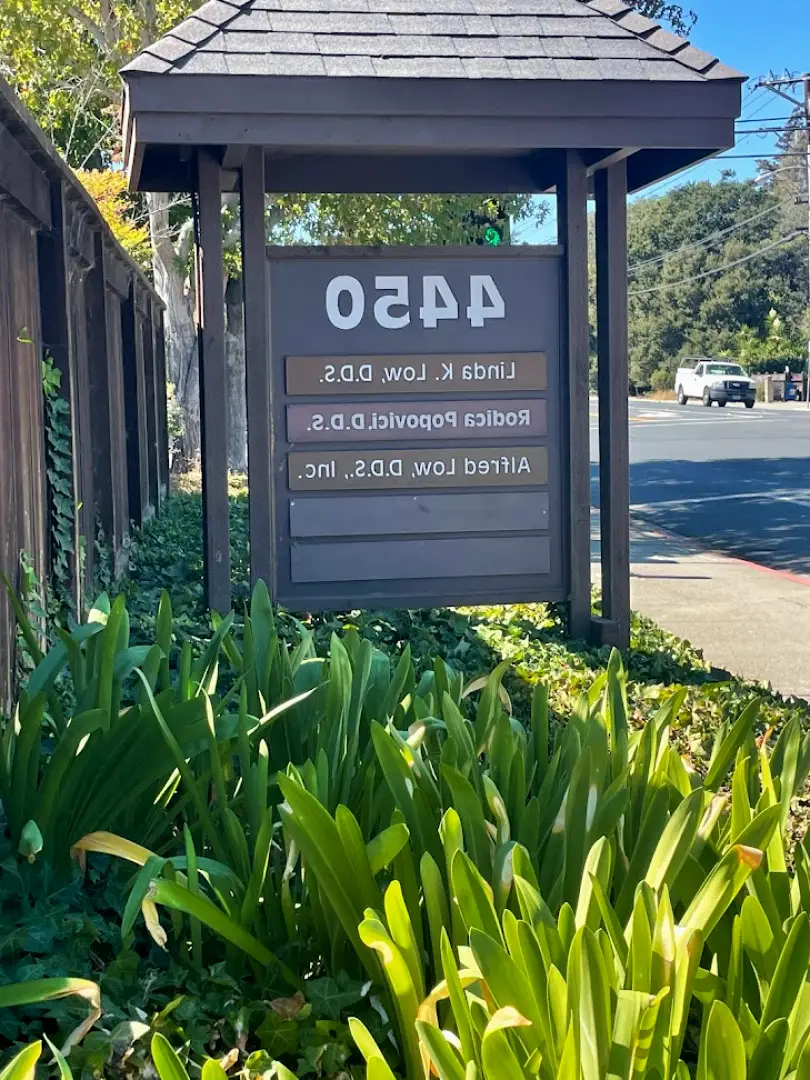 4450
Linda K. Low, D.D.S.
Rodica Popovici,D.D.S.
Alfred Low, D.D.S., Inc.